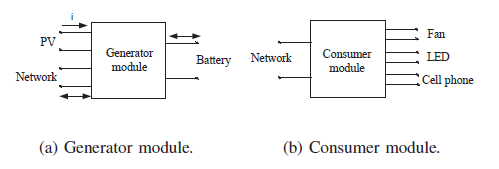 i
PV
Generator
module
Network
Battery
Network
Consumer
module
Fan
LED
Cell phone
(a) Generator module.
(b) Consumer module.